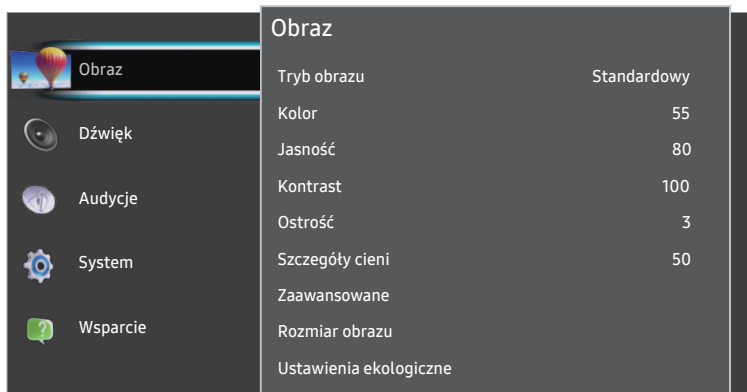 Obraz
Dźwięk
Audycje
System
Wsparcie
Obraz
Tryb obrazu Standardowy
Kolor 55
Jasność 80
Kontrast 100
Ostrość 3
Szczegóły cieni 50
Zaawansowane
Rozmiar obrazu
Ustawienia ekologiczne